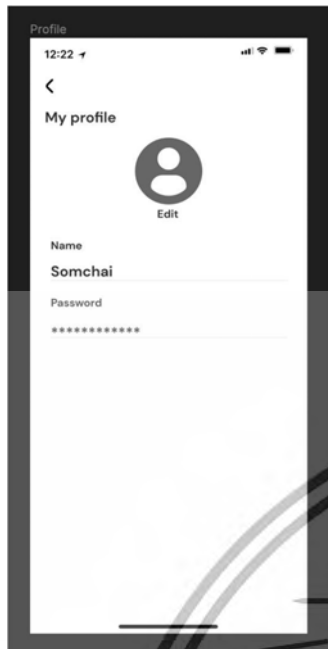 Profile
12:22
My profile
Edit
Name
Somchai
Password
************